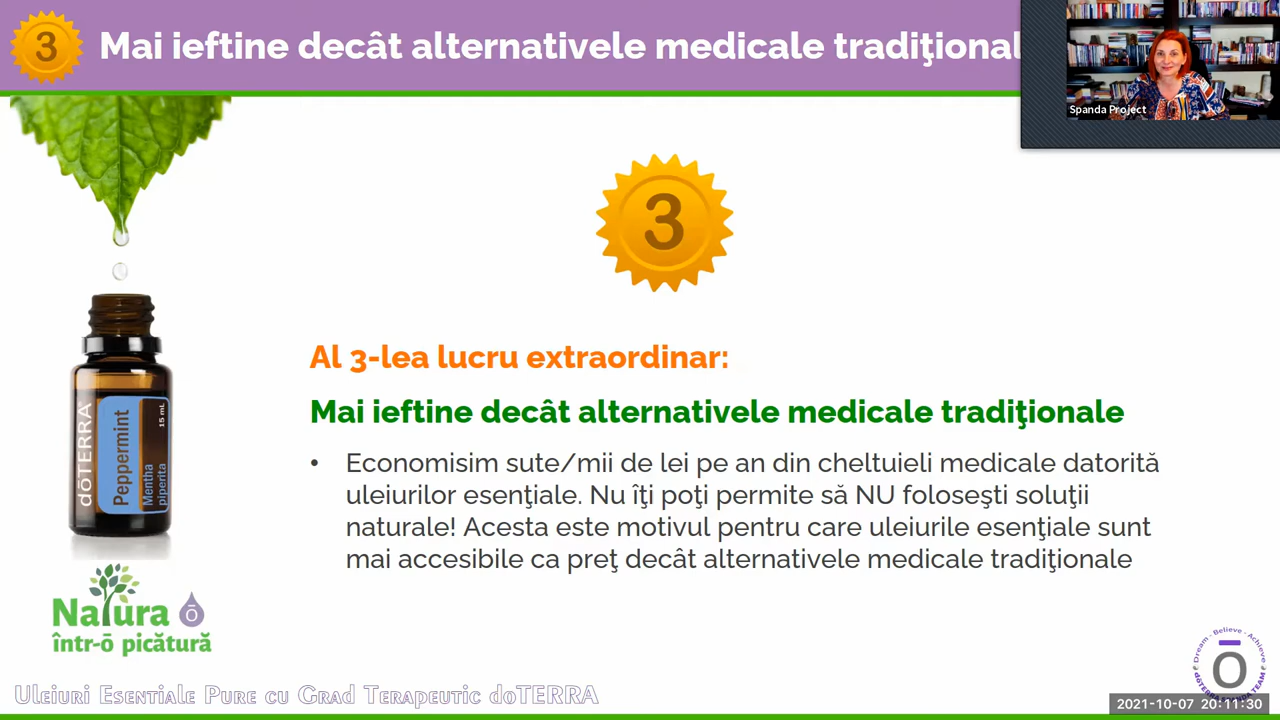 3 Mai ieftine decât alternativele medicale tradiţional
Spanda Project
3
Al 3-lea lucru extraordinar:
Mai ieftine decât alternativele medicale tradiţionale
• Economisim sute/mii de lei pe an din cheltuieli medicale datorită
uleiurilor esenţiale. Nu îţi poţi permite să NU foloseşti soluţii
naturale! Acesta este motivul pentru care uleiurile esenţiale sunt
mai accesibile ca preţ decât alternativele medicale tradiţionale
dōTERRA
Peppermint
Mentha
piperita
15 mL
Natura ō
într-ō picătură
Uleiuri Esentiale Pure cu Grad Terapeutic doTERRA
Dream - Believe - Achieve
ō
dōTERRA SPANDA TEAM
2021-10-07 20:11:30